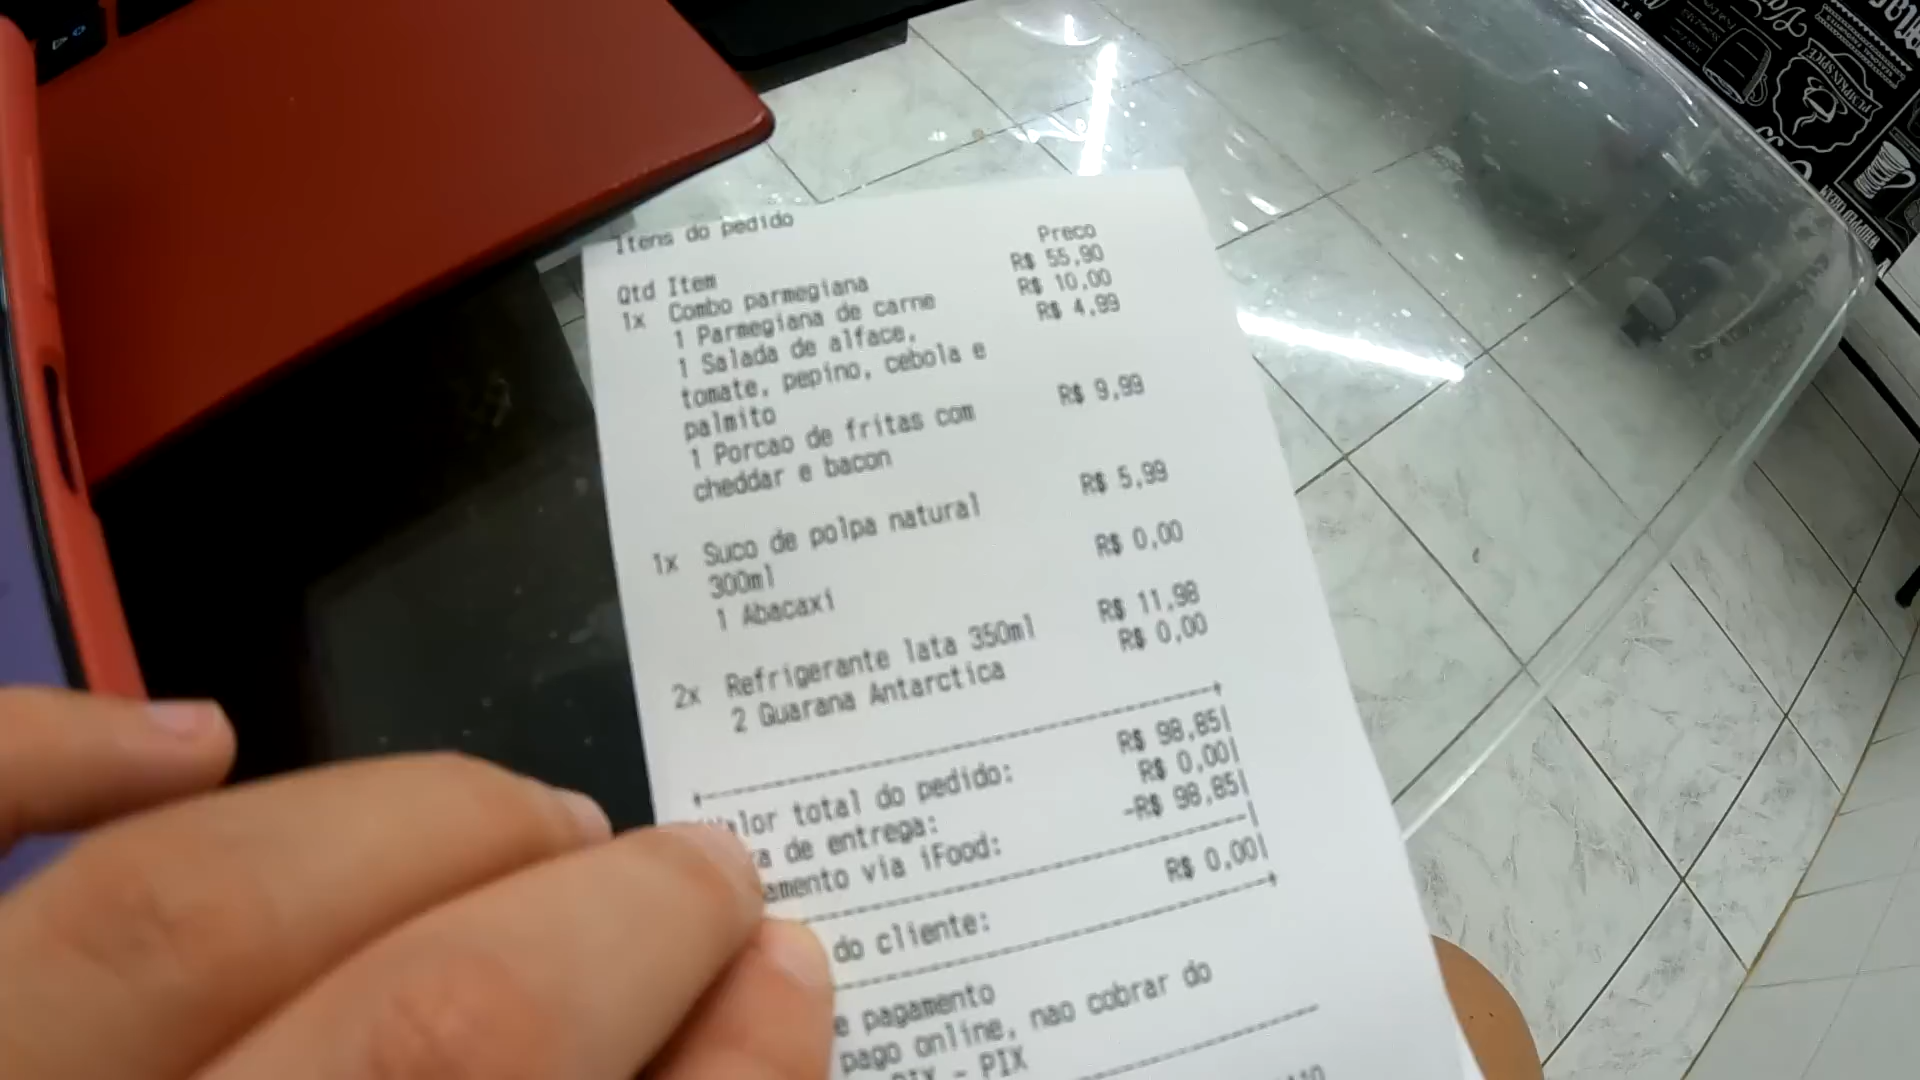 Itens do pedido
Qtd Item Preco
1x Combo parmegiana R$ 55,90
1 Parmegiana de carne R$ 10,00
1 Salada de alface, R$ 4,99
tomate, pepino, cebola e
palmito
1 Porcao de fritas com R$ 9,99
cheddar e bacon
1x Suco de polpa natural R$ 5,99
300ml
1 Abacaxi R$ 0,00
2x Refrigerante lata 350ml R$ 11,98
2 Guarana Antarctica R$ 0,00
total do pedido: R$ 98,85
de entrega: R$ 0,00
via iFood: -R$ 98,85
do cliente: R$ 0,00
pagamento
pago online, nao cobrar do
- PIX
PUMPKIN SPICE
WHIPPED CREAM